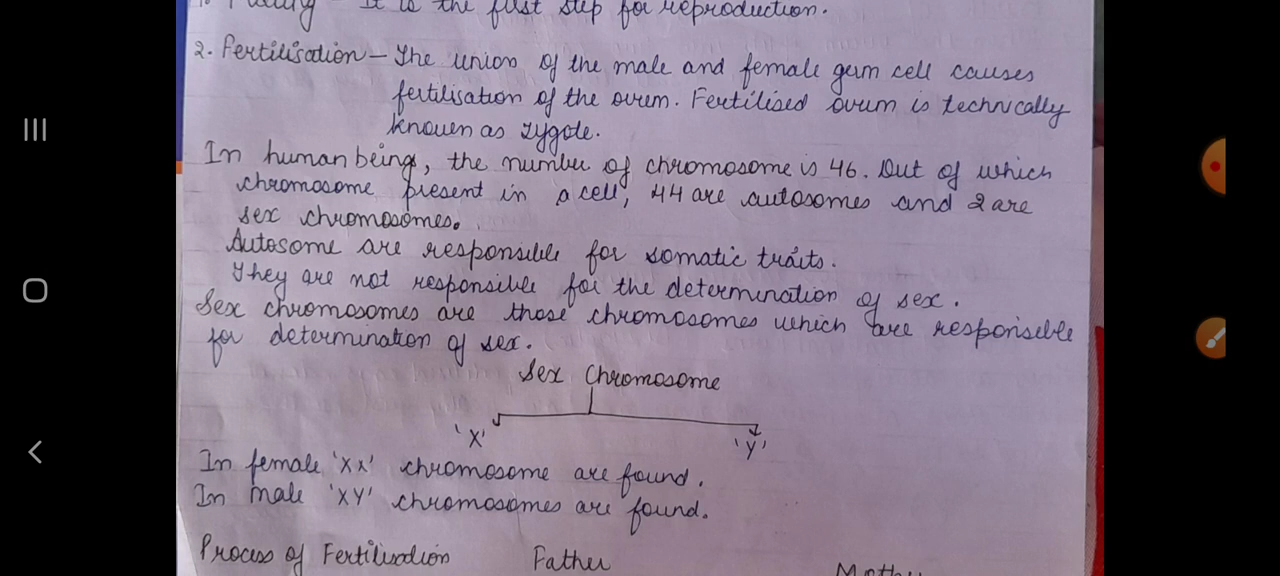 1. Mating - It is the first step for reproduction.
2. Fertilisation - The union of the male and female germ cell causes
fertilisation of the ovum. Fertilised ovum is technically
known as zygote.
In human beings, the number of chromosome is 46. Out of which
chromosome present in a cell, 44 are autosomes and 2 are
sex chromosomes.
Autosome are responsible for somatic traits.
They are not responsible for the determination of sex.
Sex chromosomes are those chromosomes which are responsible
for determination of sex.
Sex Chromosome
'X' 'Y'
In female 'XX' chromosome are found.
In male 'XY' chromosomes are found.
Process of Fertilisation Father